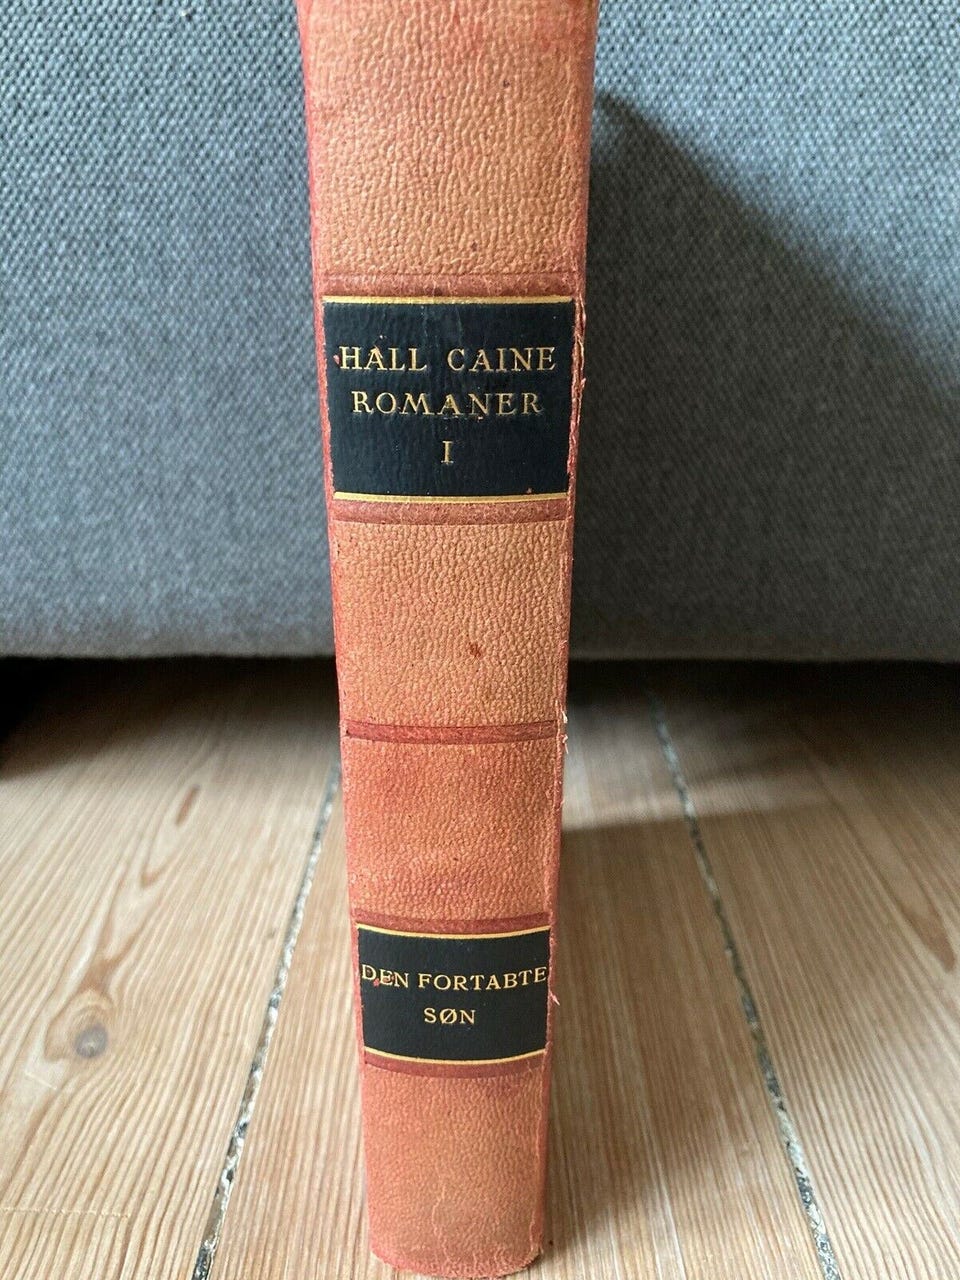 HALL CAINE
ROMANER
I
DEN FORTABTE
SØN